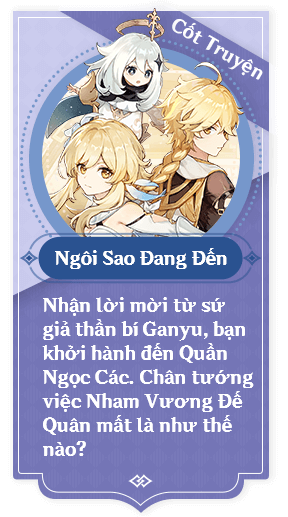 Cốt Truyện
Ngôi Sao Đang Đến
Nhận lời mời từ sứ
giả thần bí Ganyu, bạn
khởi hành đến Quần
Ngọc Các. Chân tướng
việc Nham Vương Đế
Quân mất là như thế
nào?